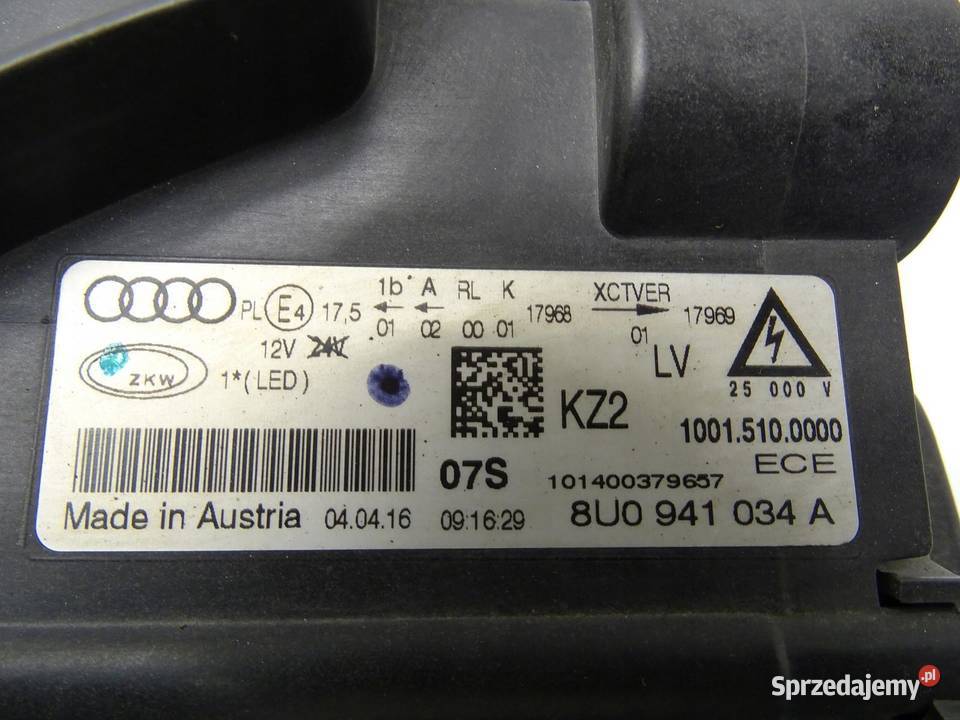 PL E4 17,5 1b A RL K 17968 XCTVER 17969
01 02 00 01 01
12V 24V LV
ZKW 1*(LED) 25 000 V
KZ2 1001.510.0000
ECE
07S 101400379657
Made in Austria 04.04.16 09:16:29 8U0 941 034 A
Sprzedajemy.pl